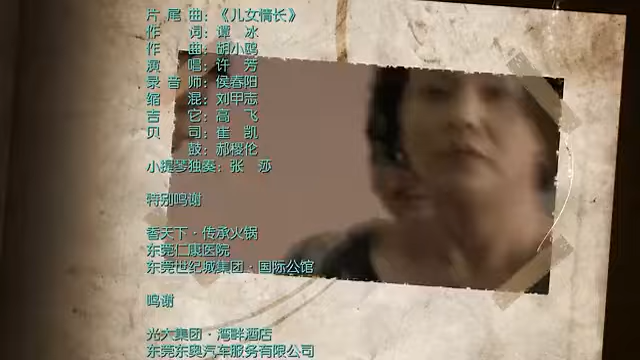 片尾曲：《儿女情长》
作 词：谭 冰
作 曲：胡小鸥
演 唱：许 芳
录音师：侯春阳
缩 混：刘甲志
吉 它：高 飞
贝 司：崔 凯
鼓：郝稷伦
小提琴独奏：张 莎
特别鸣谢
奢天下·传承火锅
东莞仁康医院
东莞世纪城集团·国际公馆
鸣谢
光大集团·湾畔酒店
东莞东奥汽车服务有限公司